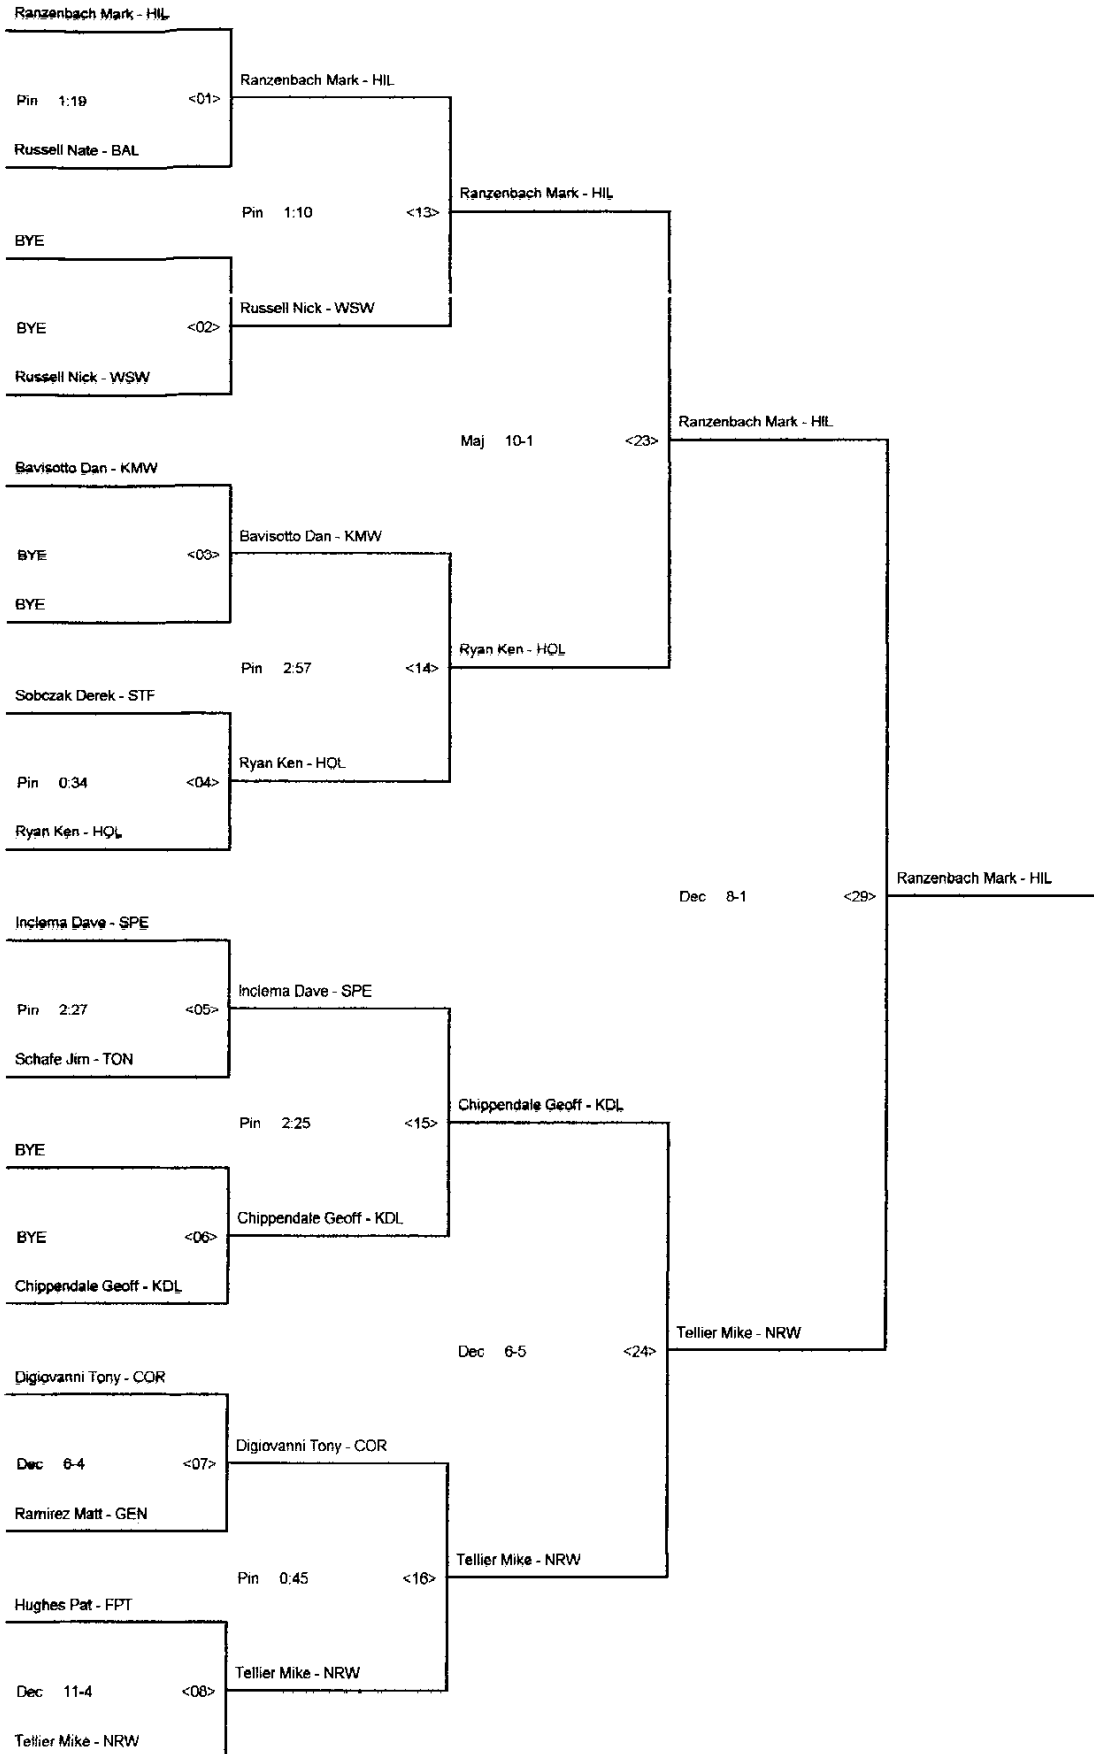 Ranzenbach Mark - HIL
Ranzenbach Mark - HIL
Pin 1:19 <01>
Russell Nate - BAL
Ranzenbach Mark - HIL
Pin 1:10 <13>
BYE
Russell Nick - WSW
BYE <02>
Russell Nick - WSW
Ranzenbach Mark - HIL
Maj 10-1 <23>
Bavisotto Dan - KMW
Bavisotto Dan - KMW
BYE <03>
BYE
Ryan Ken - HOL
Pin 2:57 <14>
Sobczak Derek - STF
Ryan Ken - HOL
Pin 0:34 <04>
Ryan Ken - HOL
Ranzenbach Mark - HIL
Dec 8-1 <29>
Inclema Dave - SPE
Inclema Dave - SPE
Pin 2:27 <05>
Schafe Jim - TON
Chippendale Geoff - KDL
Pin 2:25 <15>
BYE
Chippendale Geoff - KDL
BYE <06>
Chippendale Geoff - KDL
Tellier Mike - NRW
Dec 6-5 <24>
Digiovanni Tony - COR
Digiovanni Tony - COR
Dec 6-4 <07>
Ramirez Matt - GEN
Tellier Mike - NRW
Pin 0:45 <16>
Hughes Pat - FPT
Tellier Mike - NRW
Dec 11-4 <08>
Tellier Mike - NRW